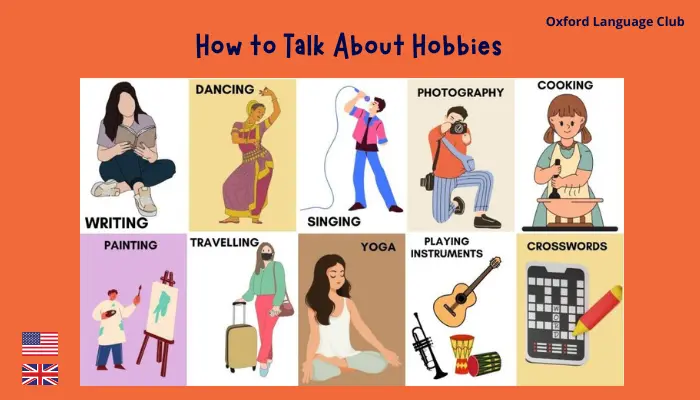 Oxford Language Club
How to Talk About Hobbies
WRITING
DANCING
SINGING
PHOTOGRAPHY
COOKING
PAINTING
TRAVELLING
YOGA
PLAYING
INSTRUMENTS
CROSSWORDS
WORD